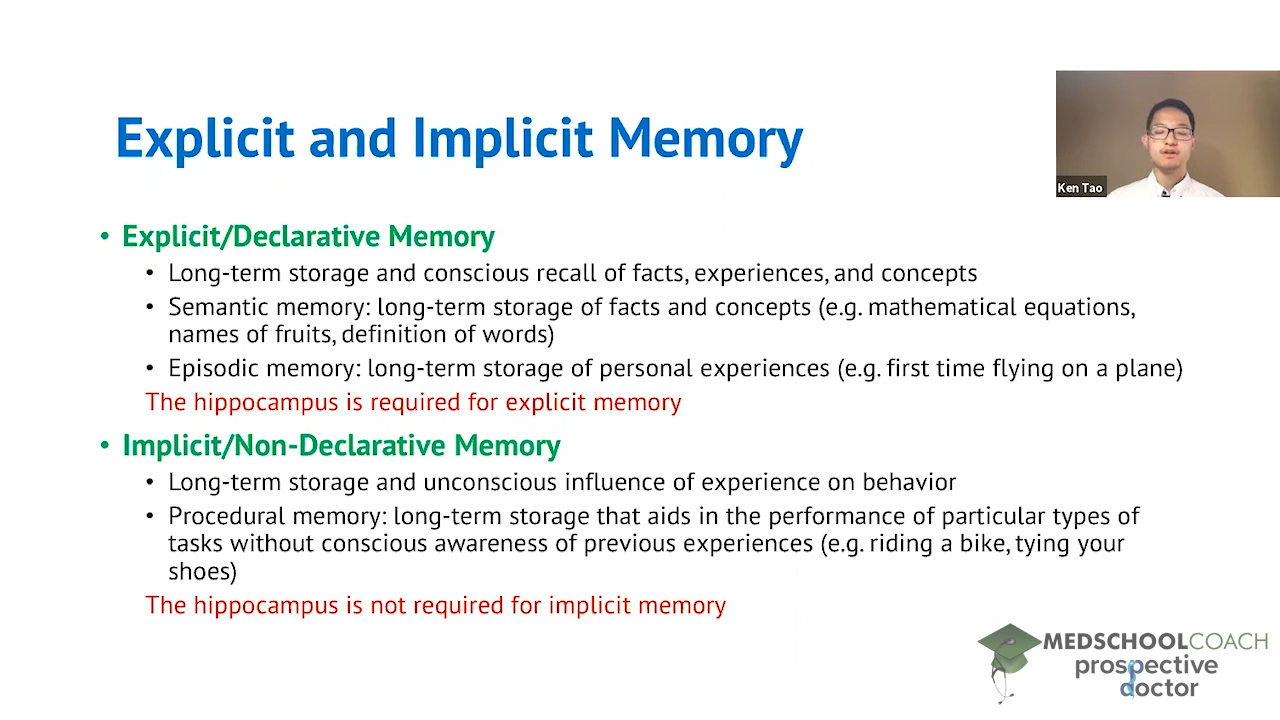 Explicit and Implicit Memory
Ken Tao
• Explicit/Declarative Memory
• Long-term storage and conscious recall of facts, experiences, and concepts
• Semantic memory: long-term storage of facts and concepts (e.g. mathematical equations,
names of fruits, definition of words)
• Episodic memory: long-term storage of personal experiences (e.g. first time flying on a plane)
The hippocampus is required for explicit memory
• Implicit/Non-Declarative Memory
• Long-term storage and unconscious influence of experience on behavior
• Procedural memory: long-term storage that aids in the performance of particular types of
tasks without conscious awareness of previous experiences (e.g. riding a bike, tying your
shoes)
The hippocampus is not required for implicit memory
MEDSCHOOLCOACH
prospective
doctor